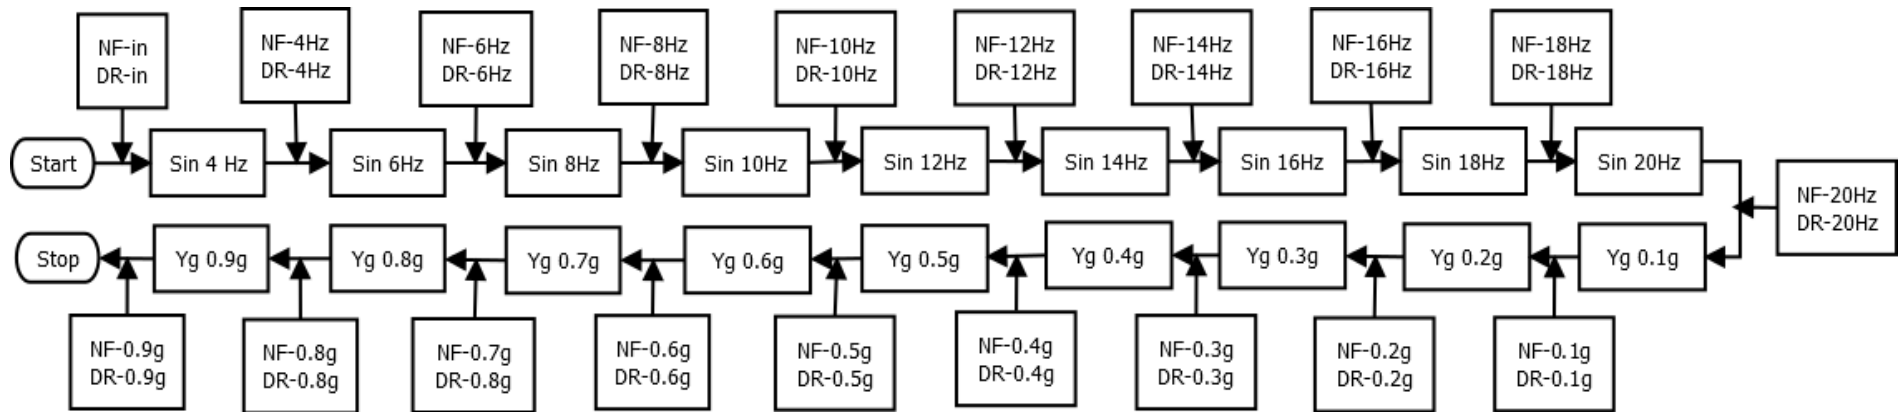 NF-in
DR-in
NF-4Hz
DR-4Hz
NF-6Hz
DR-6Hz
NF-8Hz
DR-8Hz
NF-10Hz
DR-10Hz
NF-12Hz
DR-12Hz
NF-14Hz
DR-14Hz
NF-16Hz
DR-16Hz
NF-18Hz
DR-18Hz
Start
Sin 4 Hz
Sin 6Hz
Sin 8Hz
Sin 10Hz
Sin 12Hz
Sin 14Hz
Sin 16Hz
Sin 18Hz
Sin 20Hz
NF-20Hz
DR-20Hz
Stop
Yg 0.9g
Yg 0.8g
Yg 0.7g
Yg 0.6g
Yg 0.5g
Yg 0.4g
Yg 0.3g
Yg 0.2g
Yg 0.1g
NF-0.9g
DR-0.9g
NF-0.8g
DR-0.8g
NF-0.7g
DR-0.8g
NF-0.6g
DR-0.6g
NF-0.5g
DR-0.5g
NF-0.4g
DR-0.4g
NF-0.3g
DR-0.3g
NF-0.2g
DR-0.2g
NF-0.1g
DR-0.1g